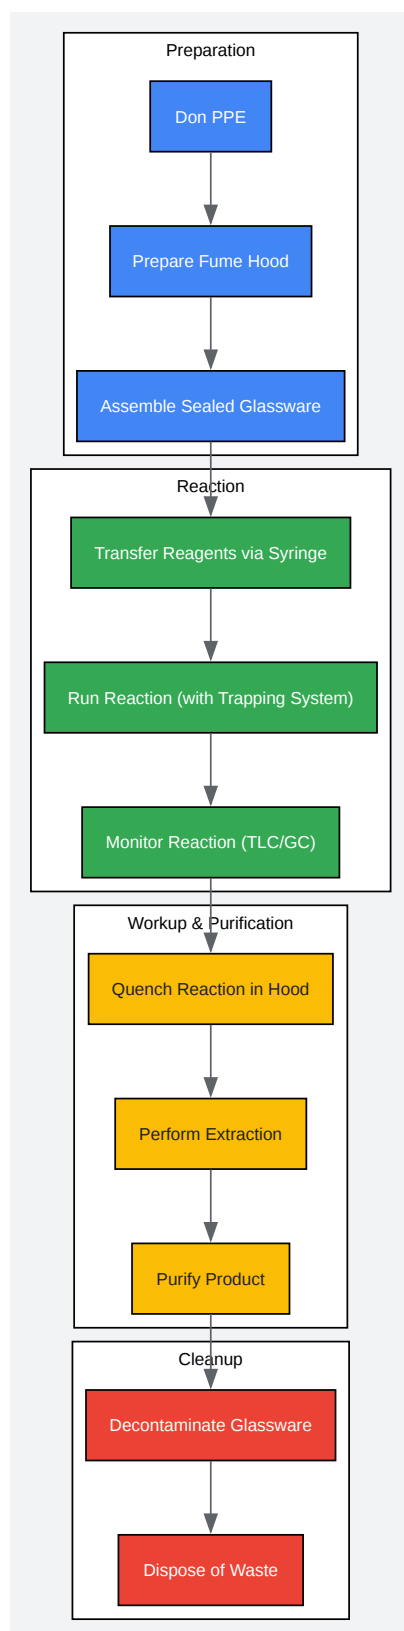 Preparation
Don PPE
Prepare Fume Hood
Assemble Sealed Glassware
Reaction
Transfer Reagents via Syringe
Run Reaction (with Trapping System)
Monitor Reaction (TLC/GC)
Workup & Purification
Quench Reaction in Hood
Perform Extraction
Purify Product
Cleanup
Decontaminate Glassware
Dispose of Waste